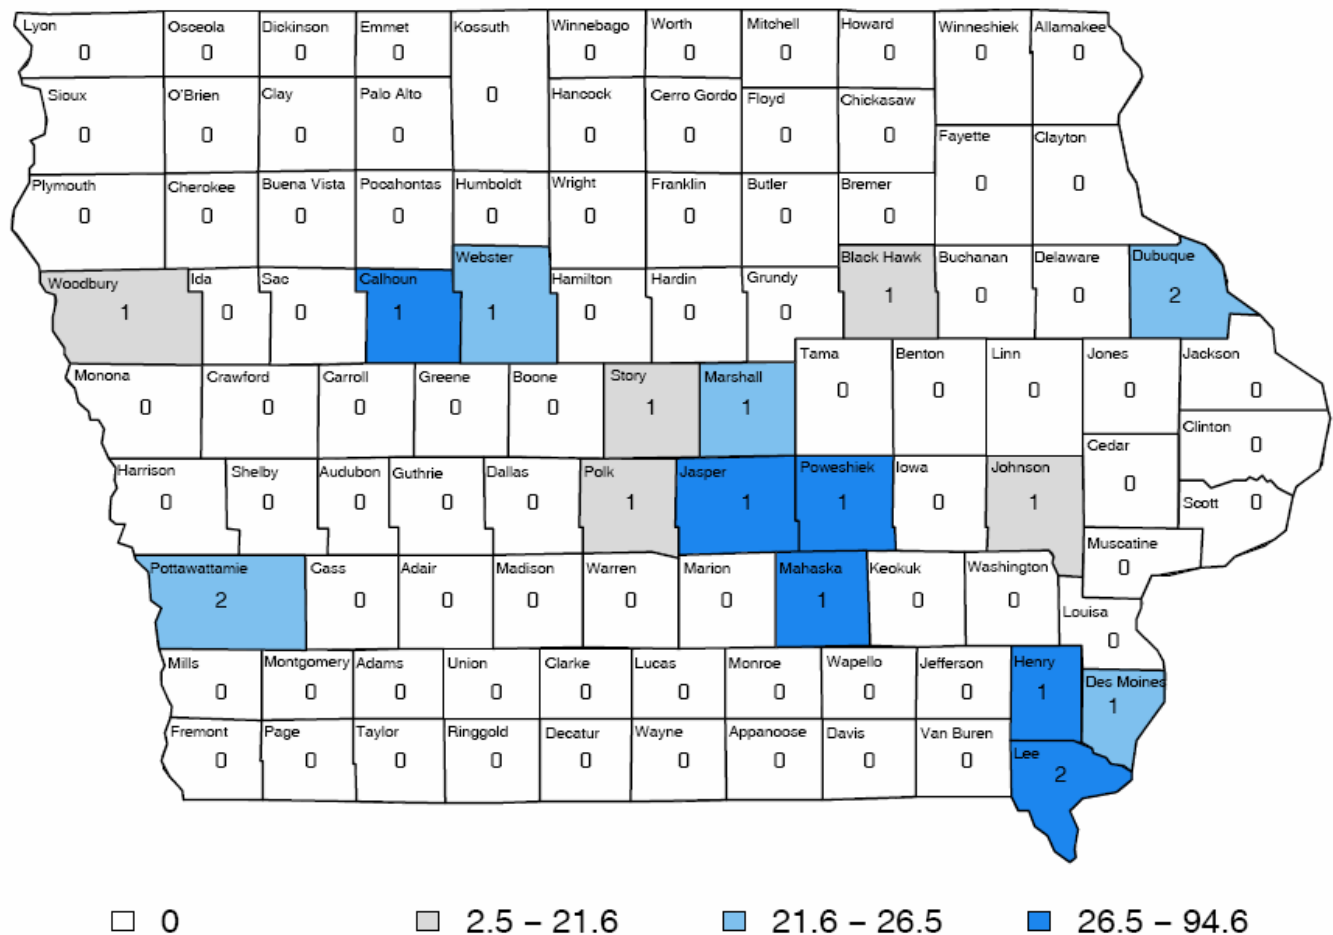 Lyon Osceola Dickinson Emmet Kossuth Winnebago Worth Mitchell Howard Winneshiek Allamakee
0 0 0 0 0 0 0 0 0 0
Sioux O'Brien Clay Palo Alto Hancock Cerro Gordo Floyd Chickasaw
0
0 0 0 0 0 0 0 0
Fayette Clayton
0 0
Plymouth Cherokee Buena Vista Pocahontas Humboldt Wright Franklin Butler Bremer
0 0 0 0 0 0 0 0 0
Webster Black Hawk Buchanan Delaware Dubuque
Woodbury Ida Sac Calhoun Hamilton Hardin Grundy
1 0 0 2
1 0 0 1 1 0 0 0
Tama Benton Linn Jones Jackson
Monona Crawford Carroll Greene Boone Story Marshall
0 0 0 0 0
0 0 0 0 0 1 1
Clinton
0
Cedar
0
Harrison Shelby Audubon Guthrie Dallas Polk Jasper Poweshiek Iowa Johnson
0 0 0 0 0 1 1 1 0 1
Scott 0
Muscatine
0
Pottawattamie Cass Adair Madison Warren Marion Mahaska Keokuk Washington
2 0 0 0 0 0 1 0 0
Louisa
0
Mills Montgomery Adams Union Clarke Lucas Monroe Wapello Jefferson Henry
0 0 0 0 0 0 0 0 0 1
Des Moines
1
Fremont Page Taylor Ringgold Decatur Wayne Appanoose Davis Van Buren
0 0 0 0 0 0 0 0 0
Lee
2
0 2.5 – 21.6 21.6 – 26.5 26.5 – 94.6